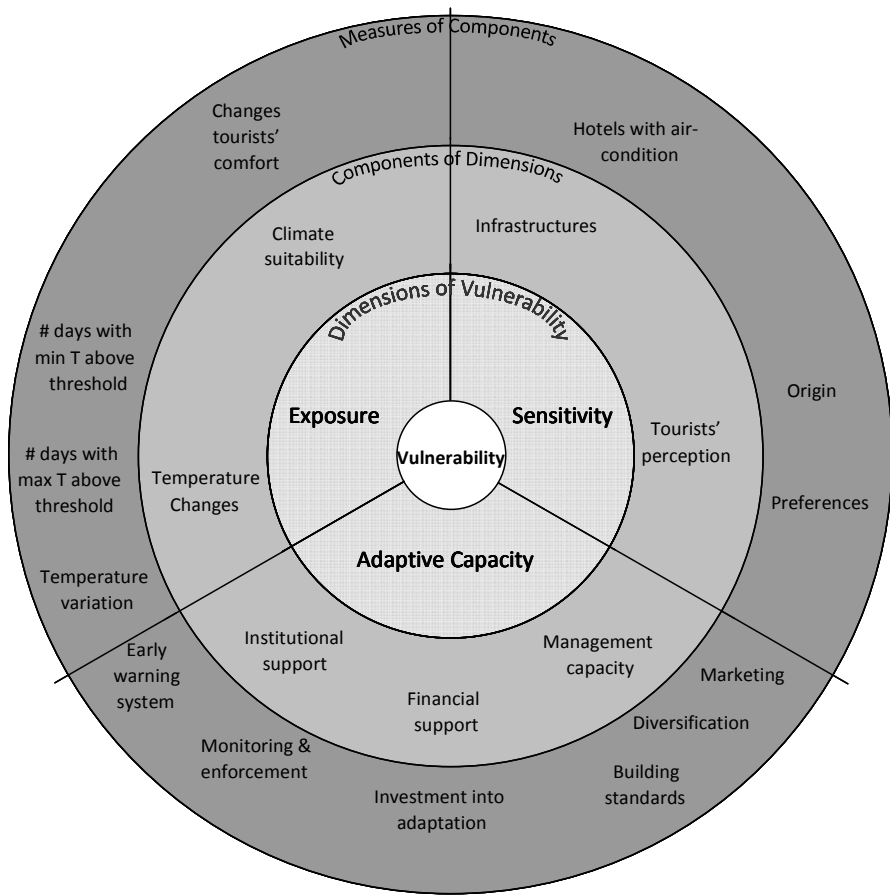 Measures of Components
Changes
tourists'
comfort
Hotels with air-
condition
Components of Dimensions
Climate
suitability
Infrastructures
Dimensions of Vulnerability
# days with
min T above
threshold
Exposure
Sensitivity
Origin
Tourists'
perception
Vulnerability
# days with
max T above
threshold
Temperature
Changes
Preferences
Adaptive Capacity
Temperature
variation
Early
warning
system
Institutional
support
Management
capacity
Marketing
Financial
support
Diversification
Monitoring &
enforcement
Building
standards
Investment into
adaptation